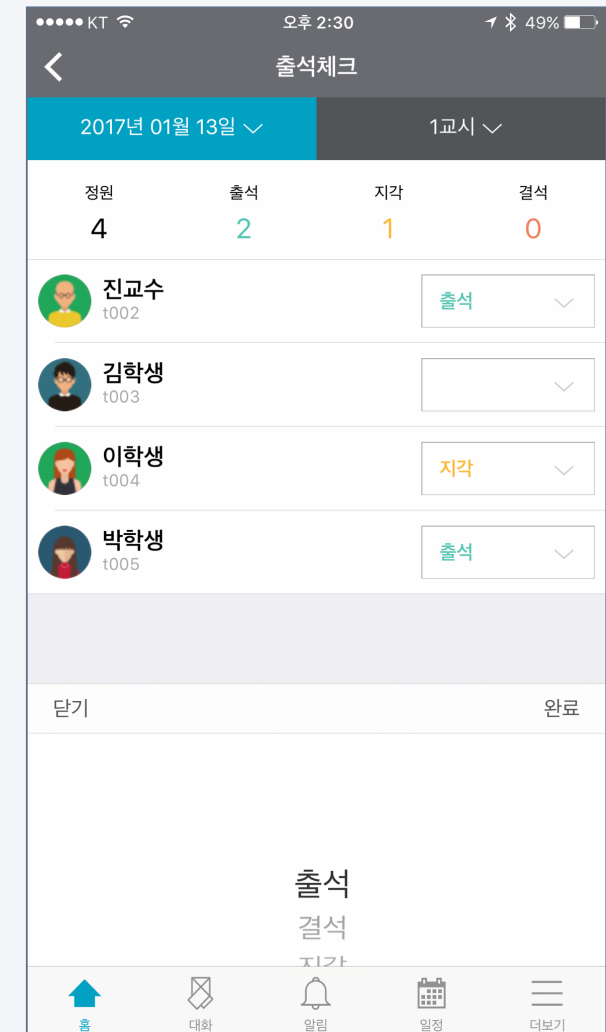 KT 오후 2:30 49%
출석체크
2017년 01월 13일 1교시
정원 출석 지각 결석
4 2 1 0
진교수 출석
t002
김학생
t003
이학생 지각
t004
박학생 출석
t005
닫기 완료
출석
결석
지각
홈 대화 알림 일정 더보기